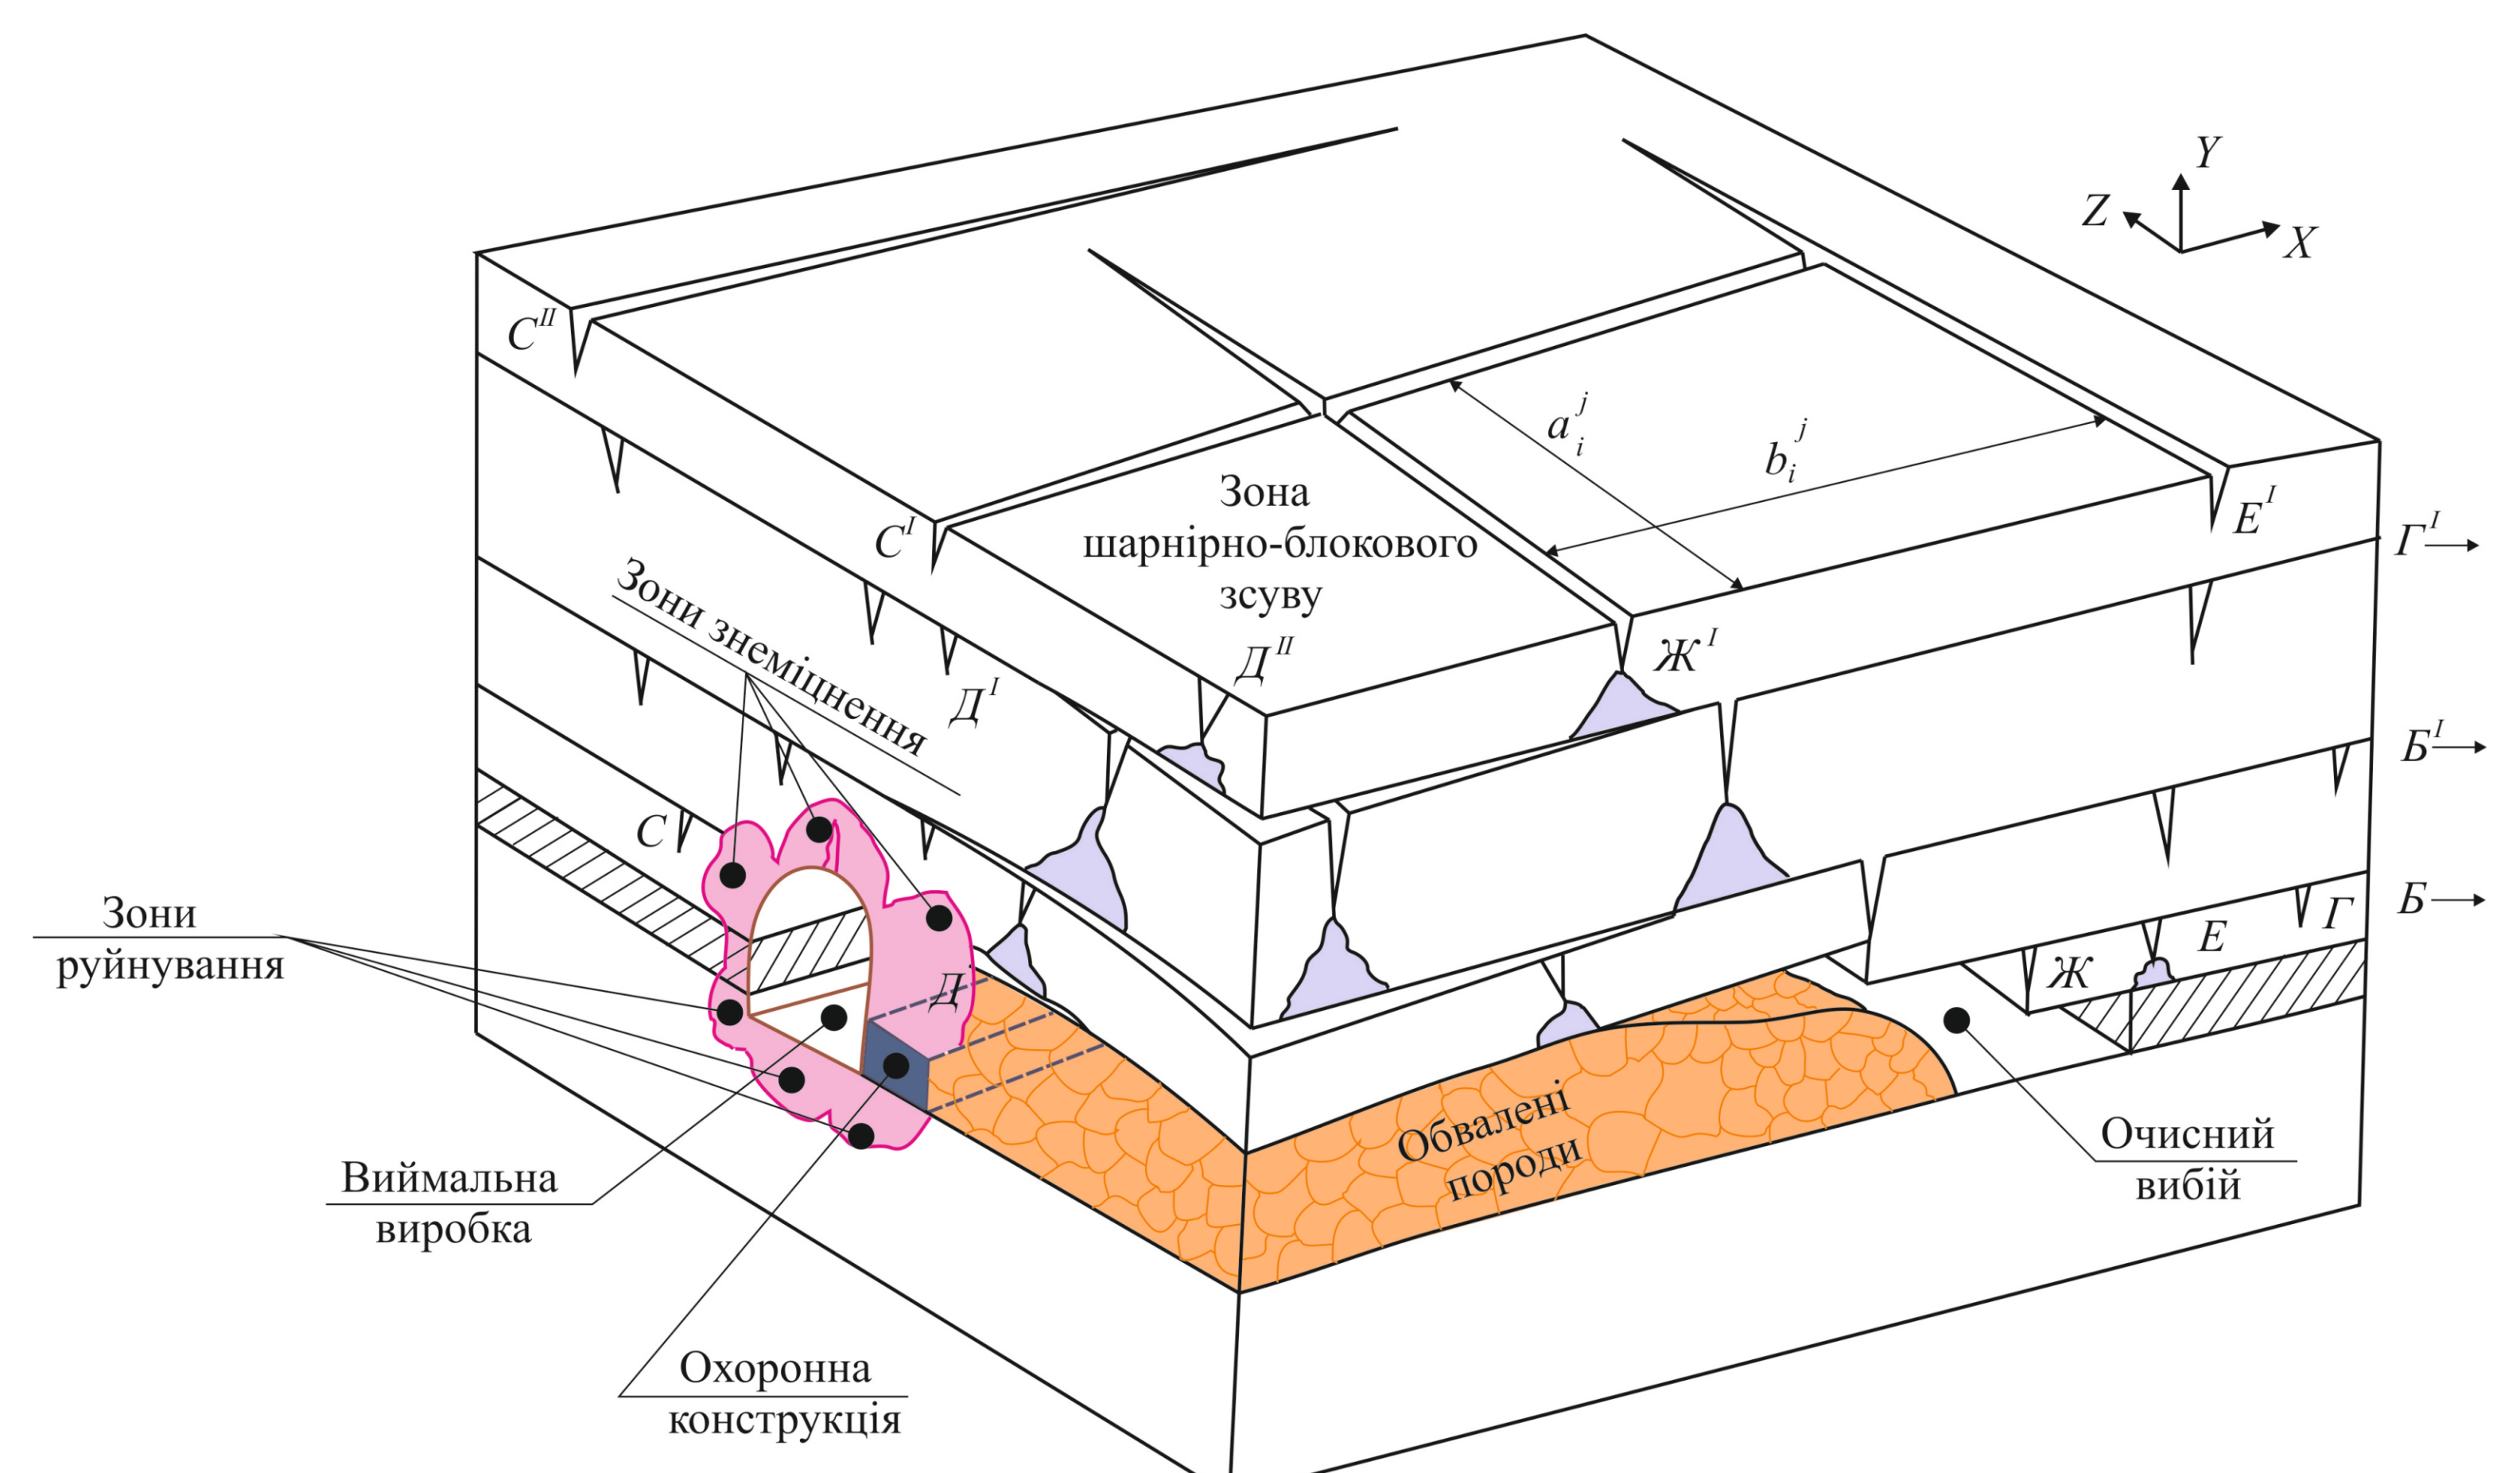 Y
Z
X
C^II
a_i^j
b_i^j
Зона
шарнірно-блокового
зсуву
C^I
E^I
Г^I
Зони знеміцнення
Д^I
Д^II
Ж^I
Б^I
C
Зони
руйнування
Д
Ж
E
Г
Б
Обвалені
породи
Очисний
вибій
Виймальна
виробка
Охоронна
конструкція